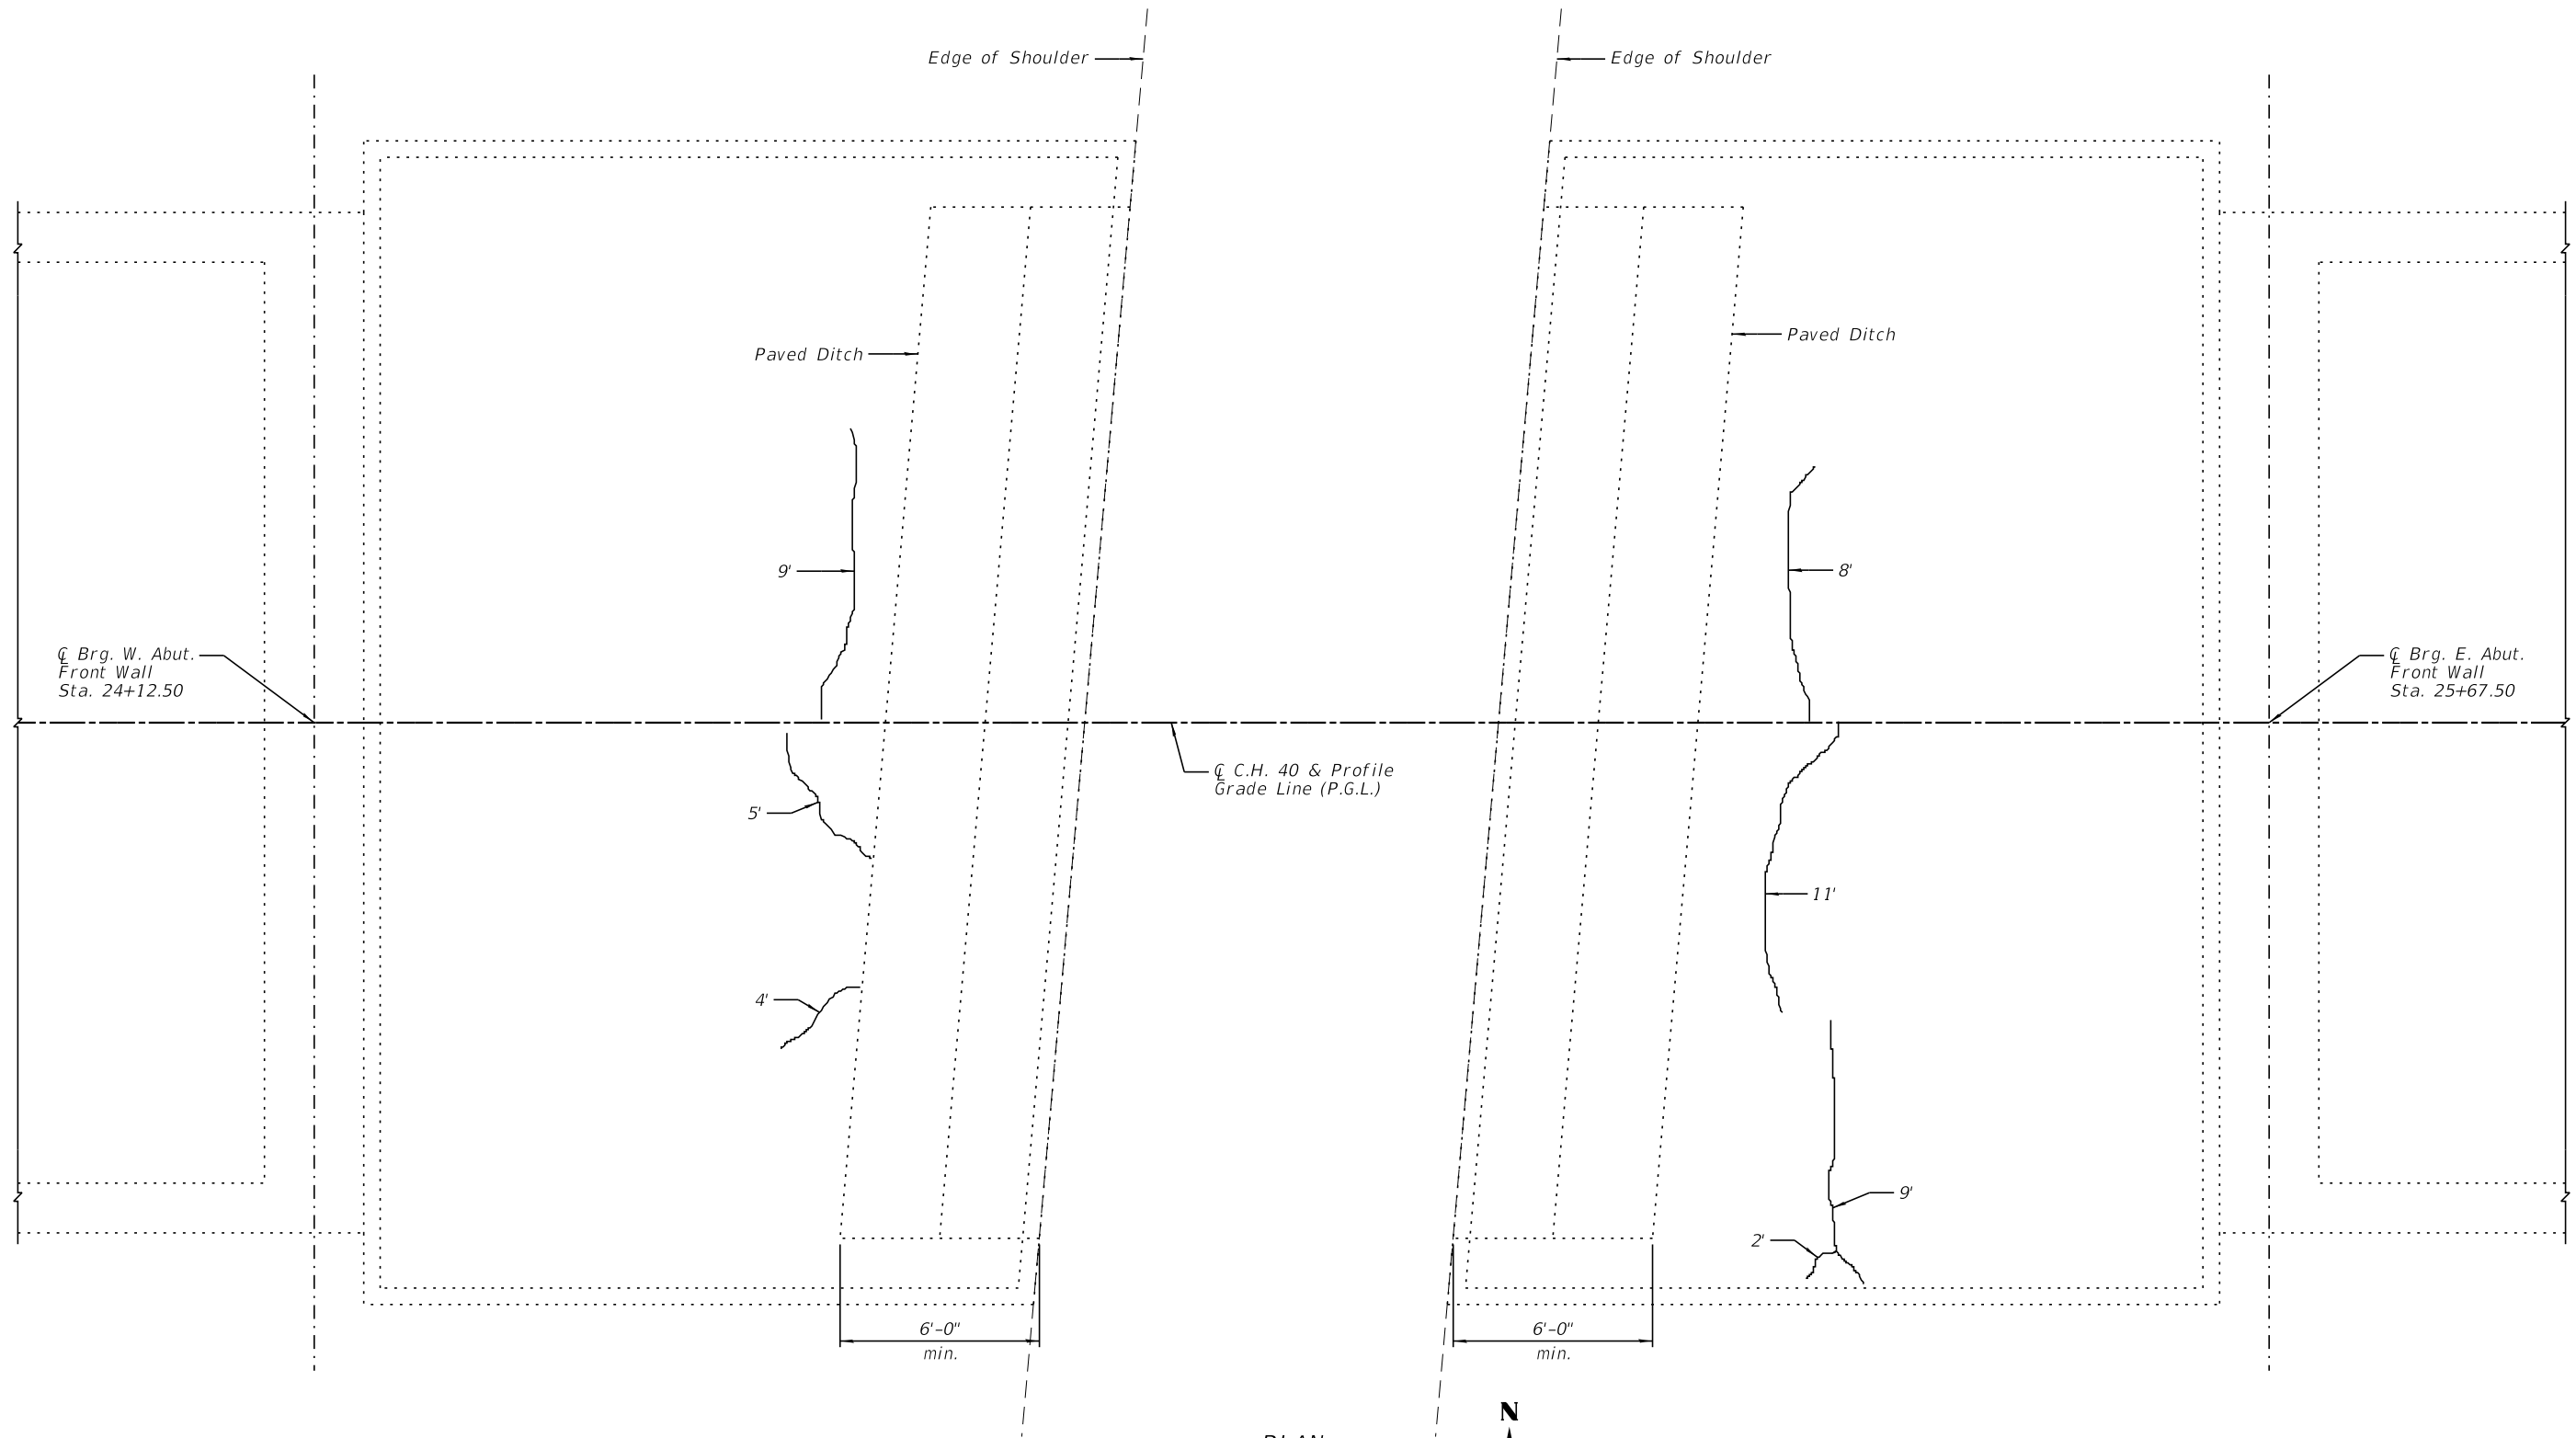 Edge of Shoulder
Edge of Shoulder
Paved Ditch
Paved Ditch
9'
8'
℄ Brg. W. Abut.
Front Wall
Sta. 24+12.50
℄ Brg. E. Abut.
Front Wall
Sta. 25+67.50
℄ C.H. 40 & Profile
Grade Line (P.G.L.)
5'
11'
4'
9'
2'
6'-0"
min.
6'-0"
min.
N
PLAN